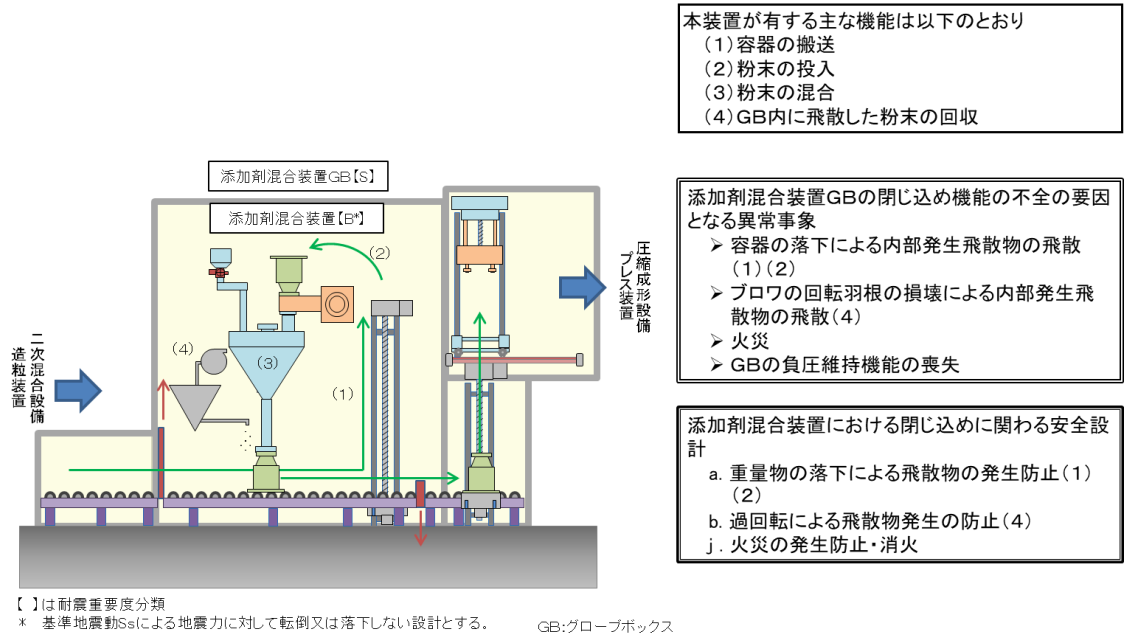 本装置が有する主な機能は以下のとおり
(1)容器の搬送
(2)粉末の投入
(3)粉末の混合
(4)GB内に飛散した粉末の回収
添加剤混合装置GB【S】
添加剤混合装置【B*】
(2)
(4)
(3)
(1)
二次混合設備
造粒装置
圧縮成形設備
プレス装置
添加剤混合装置GBの閉じ込め機能の不全の要因
となる異常事象
➢ 容器の落下による内部発生飛散物の飛散
(1)(2)
➢ ブロワの回転羽根の損壊による内部発生飛
散物の飛散(4)
➢ 火災
➢ GBの負圧維持機能の喪失
添加剤混合装置における閉じ込めに関わる安全設
計
a. 重量物の落下による飛散物の発生防止(1)
(2)
b. 過回転による飛散物発生の防止(4)
j. 火災の発生防止・消火
【 】は耐震重要度分類
* 基準地震動Ssによる地震力に対して転倒又は落下しない設計とする。
GB:グローブボックス